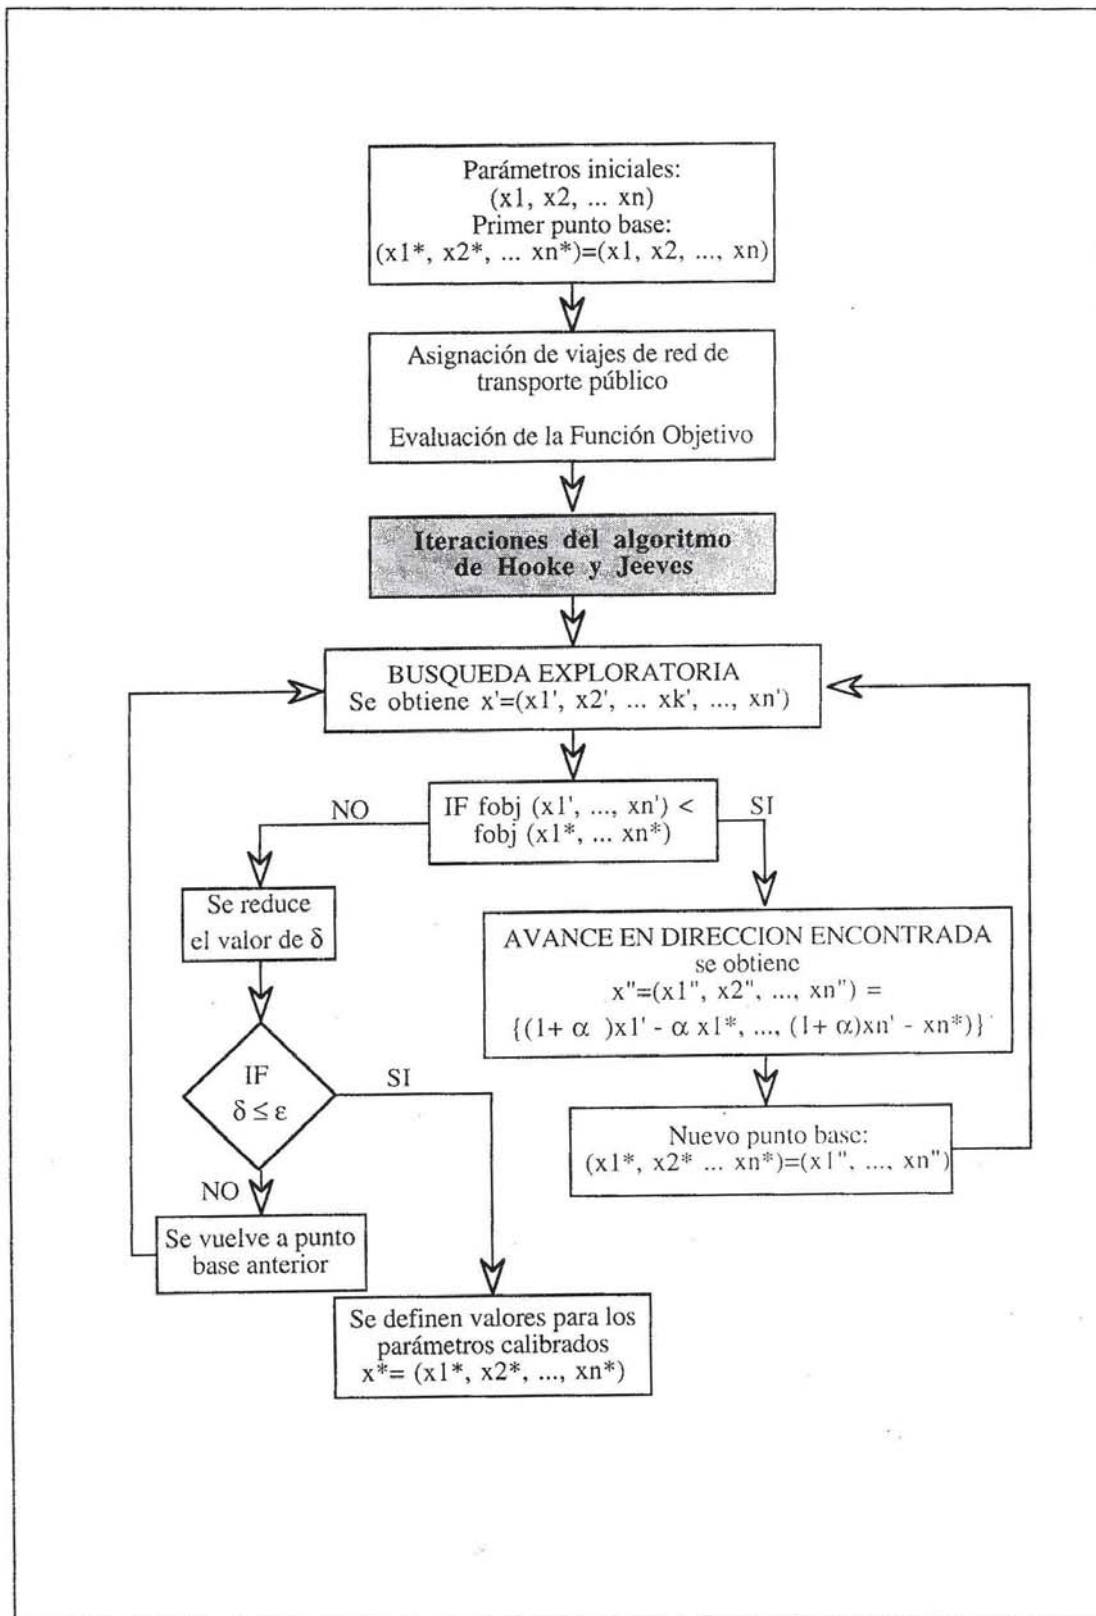 Parámetros iniciales:
(x1, x2, ... xn)
Primer punto base:
(x1*, x2*, ... xn*)=(x1, x2, ..., xn)
Asignación de viajes de red de
transporte público
Evaluación de la Función Objetivo
Iteraciones del algoritmo
de Hooke y Jeeves
BUSQUEDA EXPLORATORIA
Se obtiene x'=(x1', x2', ... xk', ..., xn')
NO
IF fobj (x1', ..., xn') <
fobj (x1*, ... xn*)
SI
Se reduce
el valor de δ
AVANCE EN DIRECCION ENCONTRADA
se obtiene
x"=(x1", x2", ..., xn") =
{(1+ α )x1' - α x1*, ..., (1+ α)xn' - xn*)}
IF
δ ≤ ε
SI
NO
Nuevo punto base:
(x1*, x2* ... xn*)=(x1", ..., xn")
Se vuelve a punto
base anterior
Se definen valores para los
parámetros calibrados
x*= (x1*, x2*, ..., xn*)